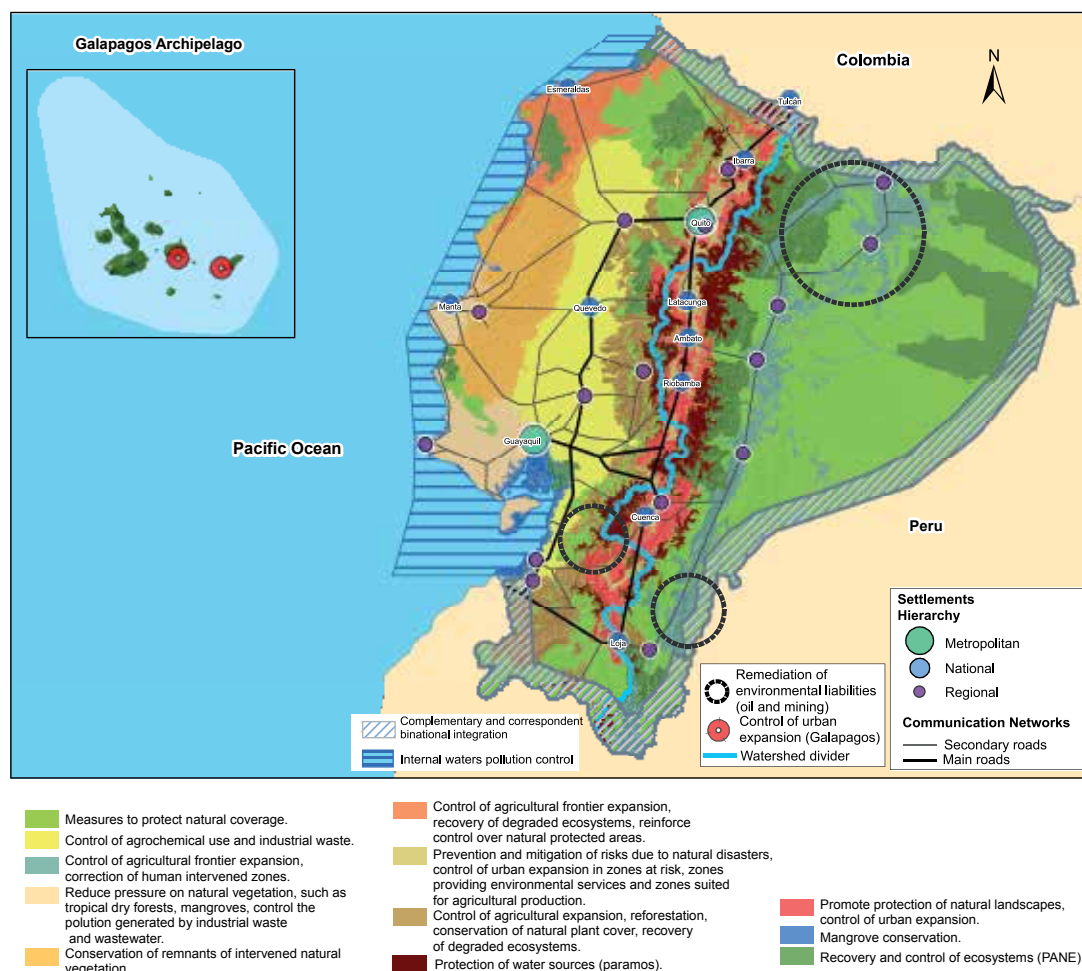 Galapagos Archipelago
Colombia
N
Esmeraldas
Tulcán
Ibarra
Quito
Manta
Quevedo
Latacunga
Ambato
Riobamba
Guayaquil
Pacific Ocean
Cuenca
Peru
Loja
Settlements
Hierarchy
Metropolitan
National
Regional
Communication Networks
Secondary roads
Main roads
Remediation of
environmental liabilities
(oil and mining)
Control of urban
expansion (Galapagos)
Watershed divider
Complementary and correspondent
binational integration
Internal waters pollution control
Measures to protect natural coverage.
Control of agrochemical use and industrial waste.
Control of agricultural frontier expansion,
correction of human intervened zones.
Reduce pressure on natural vegetation, such as
tropical dry forests, mangroves, control the
polution generated by industrial waste
and wastewater.
Conservation of remnants of intervened natural
vegetation
Control of agricultural frontier expansion,
recovery of degraded ecosystems, reinforce
control over natural protected areas.
Prevention and mitigation of risks due to natural disasters,
control of urban expansion in zones at risk, zones
providing environmental services and zones suited
for agricultural production.
Control of agricultural expansion, reforestation,
conservation of natural plant cover, recovery
of degraded ecosystems.
Protection of water sources (paramos).
Promote protection of natural landscapes,
control of urban expansion.
Mangrove conservation.
Recovery and control of ecosystems (PANE)